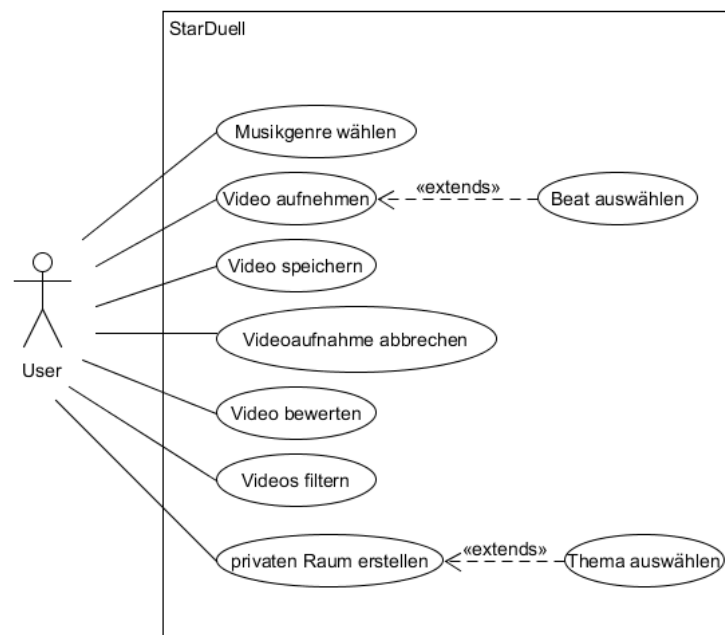 StarDuell
Musikgenre wählen
Video aufnehmen
«extends»
Beat auswählen
Video speichern
Videoaufnahme abbrechen
User
Video bewerten
Videos filtern
privaten Raum erstellen
«extends»
Thema auswählen